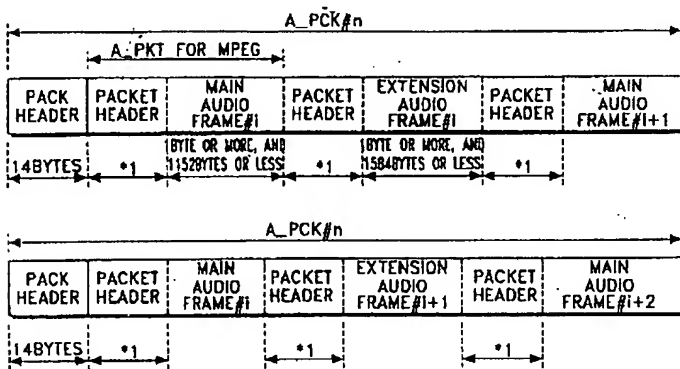 A_PCK#n
A_PKT FOR MPEG
PACK HEADER PACKET HEADER MAIN AUDIO FRAME#i PACKET HEADER EXTENSION AUDIO FRAME#i PACKET HEADER MAIN AUDIO FRAME#i+1
14BYTES *1 1BYTE OR MORE, AND 1152BYTES OR LESS *1 1BYTE OR MORE, AND 1584BYTES OR LESS *1
A_PCK#n
PACK HEADER PACKET HEADER MAIN AUDIO FRAME#i PACKET HEADER EXTENSION AUDIO FRAME#i+1 PACKET HEADER MAIN AUDIO FRAME#i+2
14BYTES *1 *1 *1